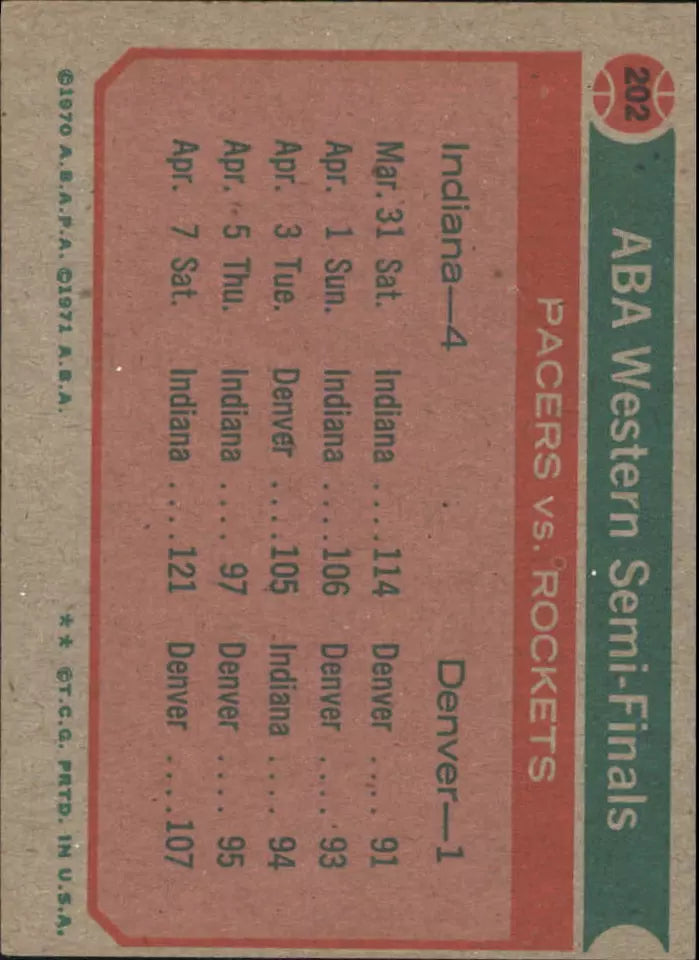 202
ABA Western Semi-Finals
PACERS vs. ROCKETS
Indiana—4 Denver—1
Mar. 31 Sat. Indiana ....114 Denver .... 91
Apr. 1 Sun. Indiana ....106 Denver .... 93
Apr. 3 Tue. Denver ....105 Indiana .... 94
Apr. 5 Thu. Indiana .... 97 Denver .... 95
Apr. 7 Sat. Indiana ....121 Denver ....107
©1970 A.B.A.P.A. ©1971 A.B.A. ** ©T.C.G. PRTD. IN U.S.A.